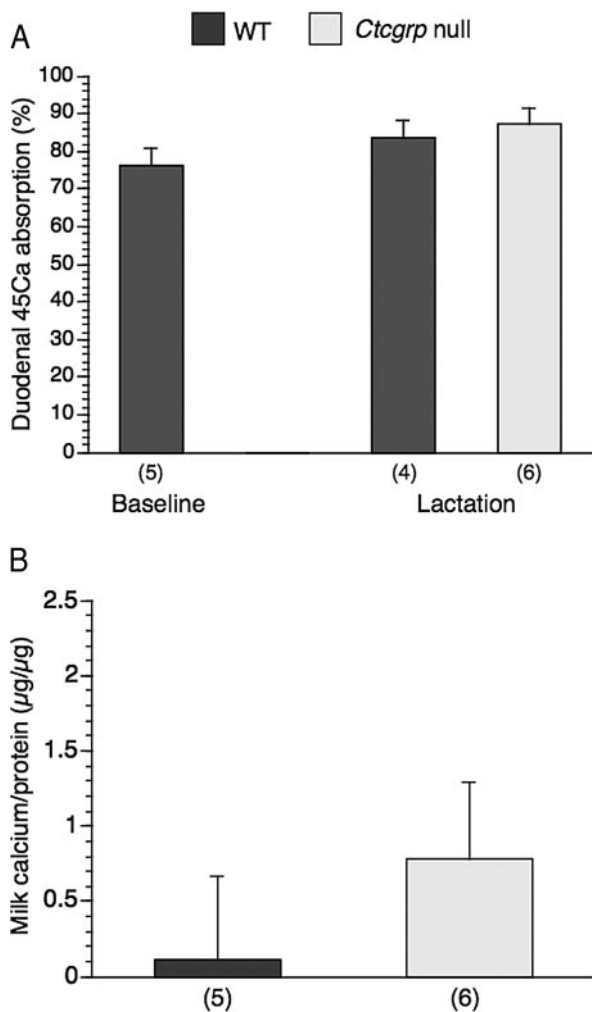 A
WT
Ctcgrp null
Duodenal 45Ca absorption (%)
100
90
80
70
60
50
40
30
20
10
0
(5)
(4)
(6)
Baseline
Lactation
B
Milk calcium/protein (µg/µg)
2.5
2
1.5
1
0.5
0
(5)
(6)